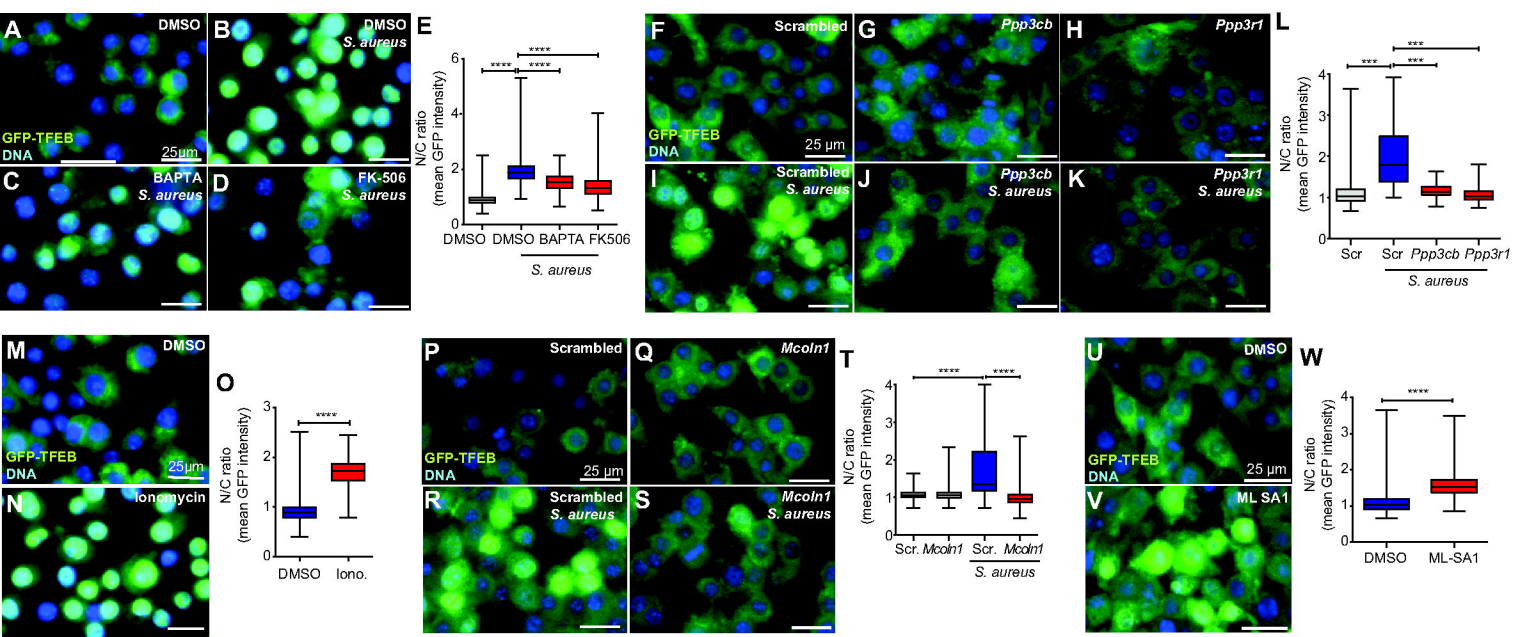 A
DMSO
GFP-TFEB
DNA
25µm
B
DMSO
S. aureus
C
BAPTA
S. aureus
D
FK-506
S. aureus
E
N/C ratio
(mean GFP intensity)
6
4
2
0
****
**** ****
DMSO DMSO BAPTA FK506
S. aureus
F
Scrambled
GFP-TFEB
DNA
25 µm
G
Ppp3cb
H
Ppp3r1
I
Scrambled
S. aureus
J
Ppp3cb
S. aureus
K
Ppp3r1
S. aureus
L
N/C ratio
(mean GFP intensity)
4
3
2
1
0
***
*** ***
Scr Scr Ppp3cb Ppp3r1
S. aureus
M
DMSO
GFP-TFEB
DNA
25µm
N
Ionomycin
O
N/C ratio
(mean GFP intensity)
3
2
1
0
****
DMSO Iono.
P
Scrambled
GFP-TFEB
DNA
25 µm
Q
Mcoln1
R
Scrambled
S. aureus
S
Mcoln1
S. aureus
T
N/C ratio
(mean GFP intensity)
4
3
2
1
0
**** ****
Scr. Mcoln1 Scr. Mcoln1
S. aureus
U
DMSO
GFP-TFEB
DNA
25 µm
V
ML SA1
W
N/C ratio
(mean GFP intensity)
4
3
2
1
0
****
DMSO ML-SA1